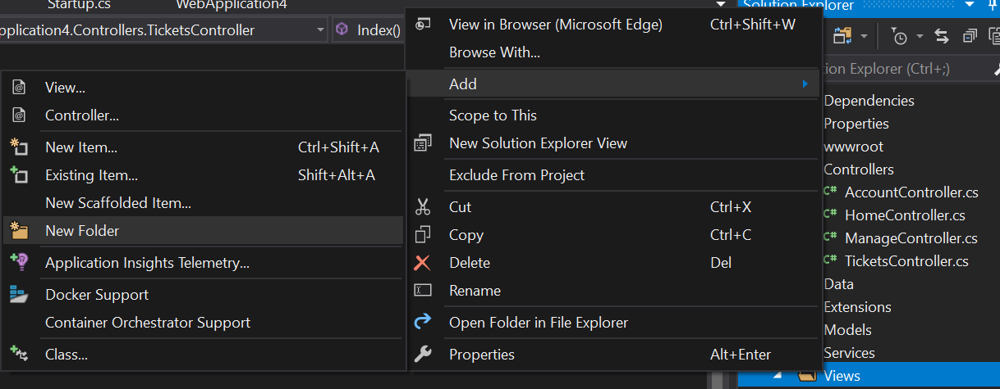 Startup.cs
WebApplication4
Solution Explorer
pplication4.Controllers.TicketsController
Index()
View in Browser (Microsoft Edge) Ctrl+Shift+W
Browse With...
Add
Scope to This
New Solution Explorer View
Exclude From Project
Cut Ctrl+X
Copy Ctrl+C
Delete Del
Rename
Open Folder in File Explorer
Properties Alt+Enter
View...
Controller...
New Item... Ctrl+Shift+A
Existing Item... Shift+Alt+A
New Scaffolded Item...
New Folder
Application Insights Telemetry...
Docker Support
Container Orchestrator Support
Class...
ion Explorer (Ctrl+;)
Dependencies
Properties
wwwroot
Controllers
C# AccountController.cs
C# HomeController.cs
C# ManageController.cs
C# TicketsController.cs
Data
Extensions
Models
Services
Views